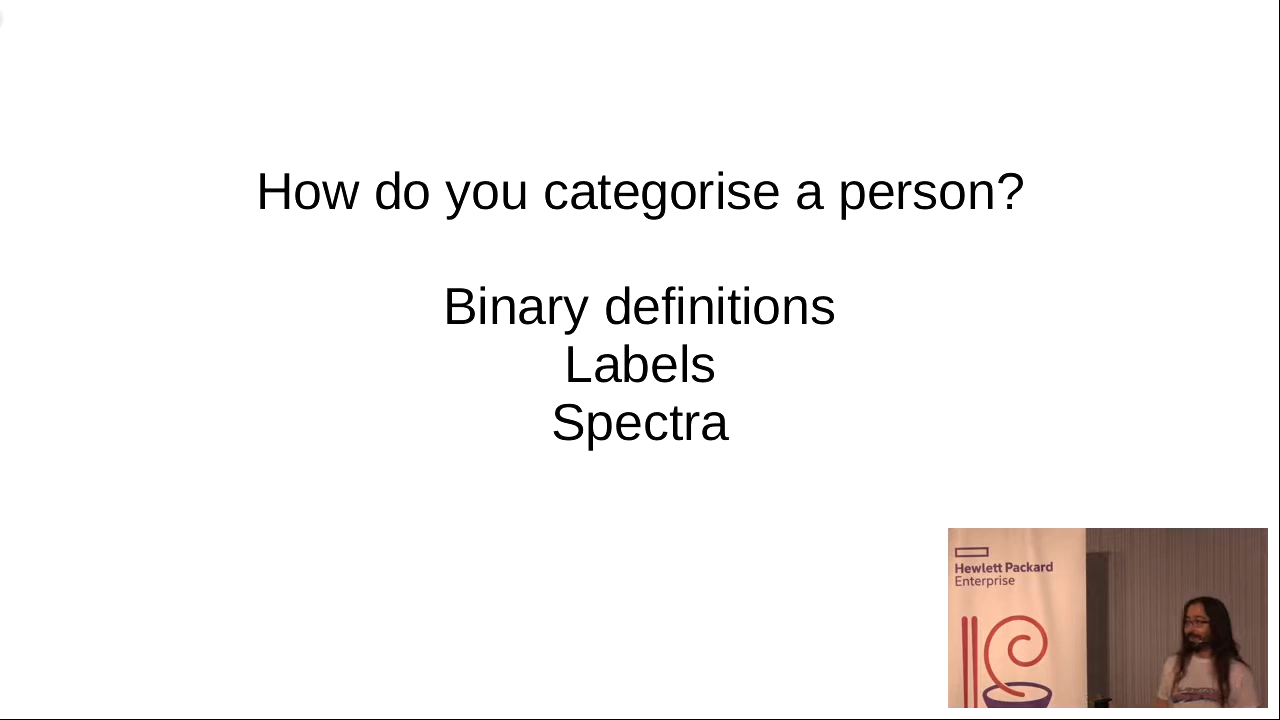 How do you categorise a person?
Binary definitions
Labels
Spectra
Hewlett Packard
Enterprise